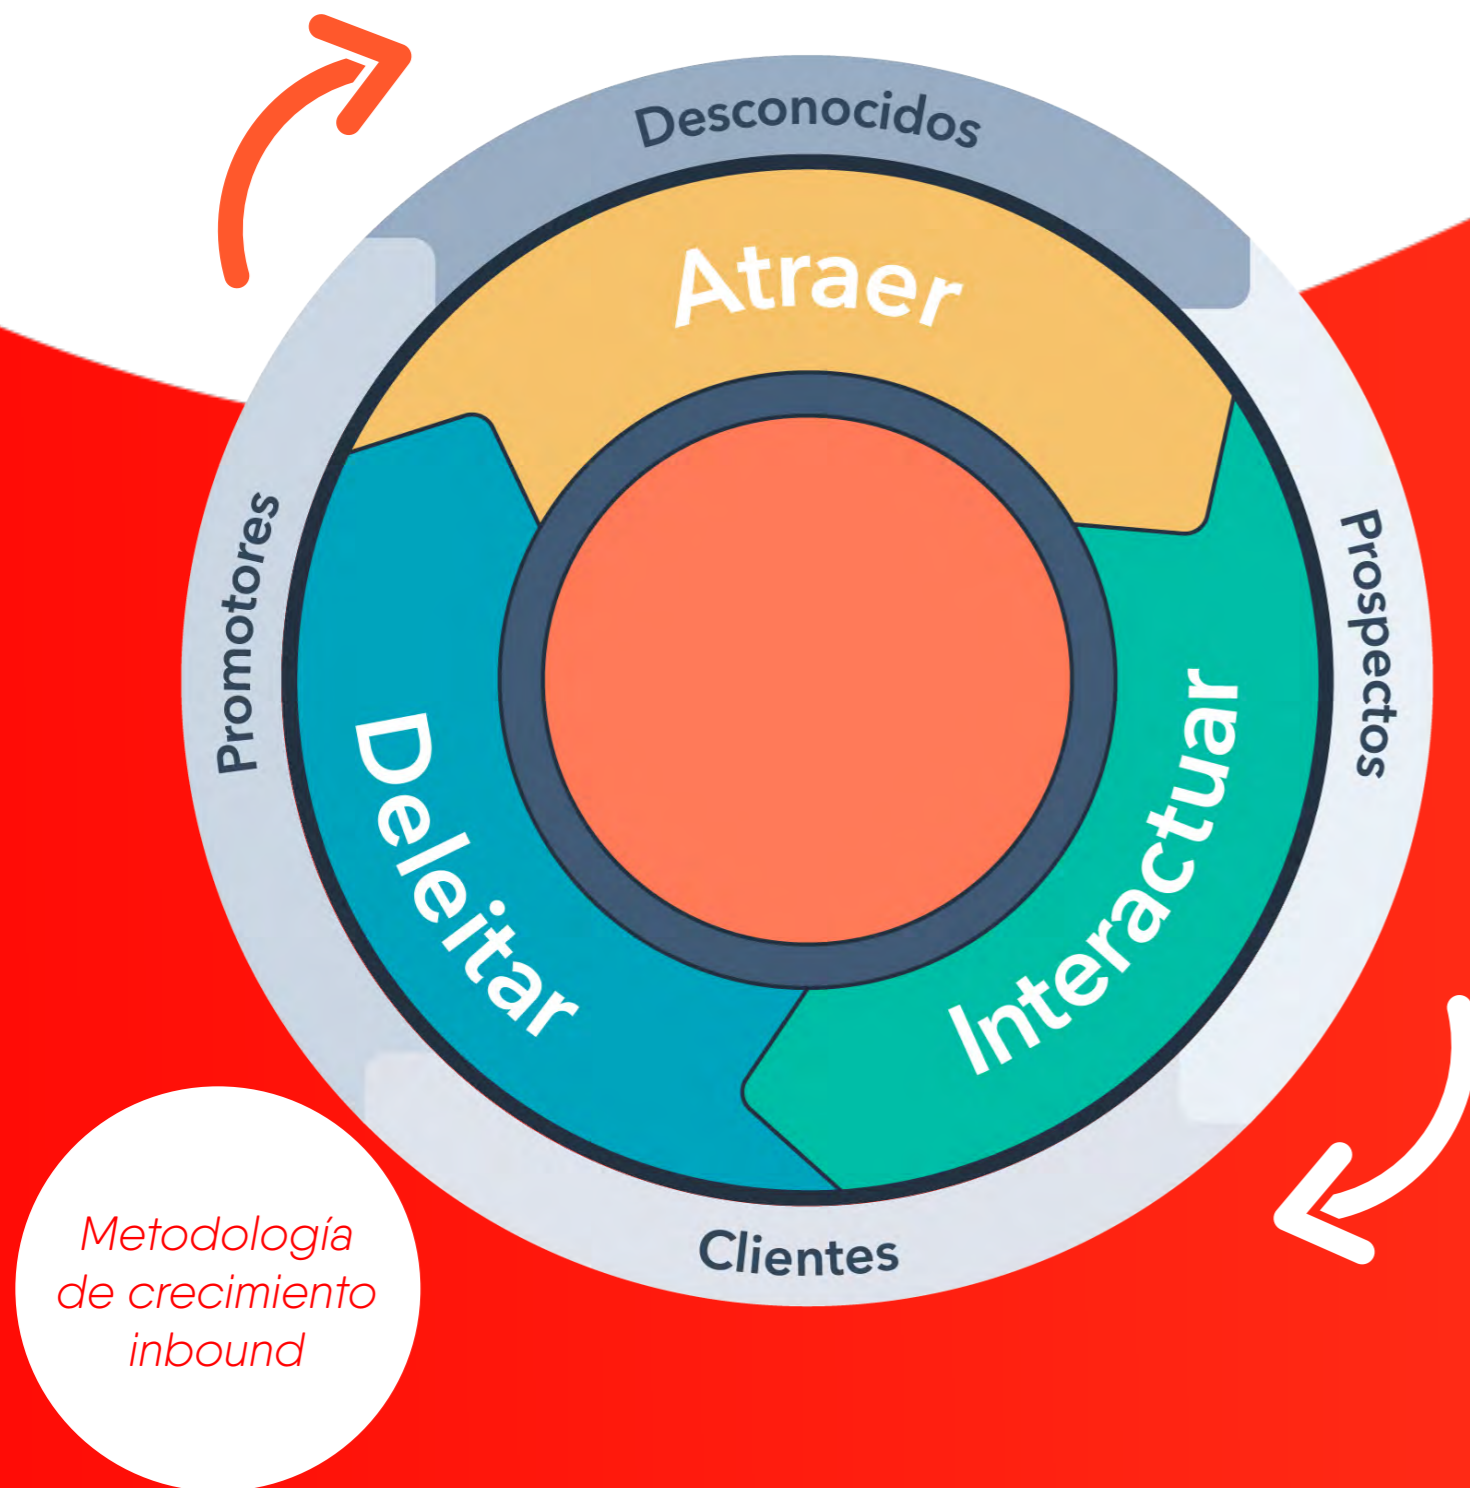 Desconocidos
Atraer
Promotores
Prospectos
Deleitar
Interactuar
Clientes
Metodología
de crecimiento
inbound